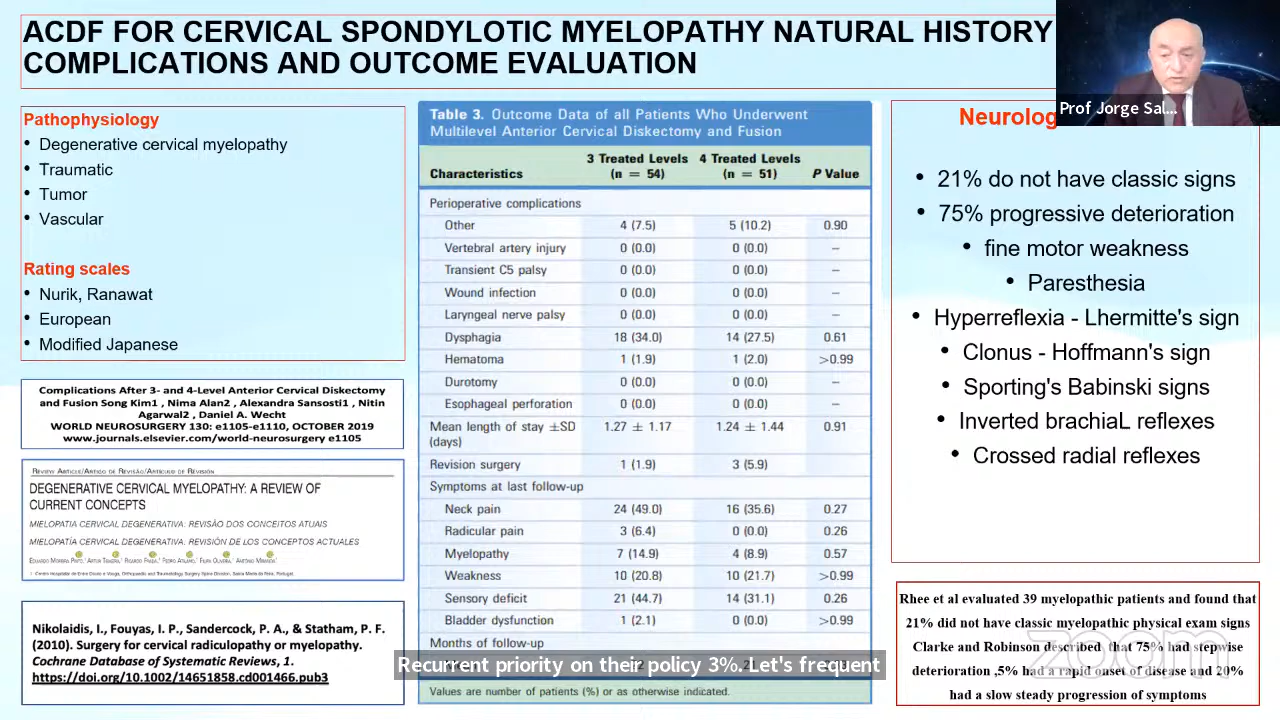 ACDF FOR CERVICAL SPONDYLOTIC MYELOPATHY NATURAL HISTORY
COMPLICATIONS AND OUTCOME EVALUATION
Prof Jorge Sal...
Pathophysiology
• Degenerative cervical myelopathy
• Traumatic
• Tumor
• Vascular
Rating scales
• Nurik, Ranawat
• European
• Modified Japanese
Complications After 3- and 4-Level Anterior Cervical Diskectomy
and Fusion Song Kim1 , Nima Alan2 , Alexandra Sansosti1 , Nitin
Agarwal2 , Daniel A. Wecht
WORLD NEUROSURGERY 130: e1105-e1110, OCTOBER 2019
www.journals.elsevier.com/world-neurosurgery e1105
REVIEW ARTICLE/ARTIGO DE REVISÃO/ARTÍCULO DE REVISIÓN
DEGENERATIVE CERVICAL MYELOPATHY: A REVIEW OF
CURRENT CONCEPTS
MIELOPATIA CERVICAL DEGENERATIVA: REVISÃO DOS CONCEITOS ATUAIS
MIELOPATÍA CERVICAL DEGENERATIVA: REVISIÓN DE LOS CONCEPTOS ACTUALES
Nikolaidis, I., Fouyas, I. P., Sandercock, P. A., & Statham, P. F.
(2010). Surgery for cervical radiculopathy or myelopathy.
Cochrane Database of Systematic Reviews, 1.
https://doi.org/10.1002/14651858.cd001466.pub3
Table 3. Outcome Data of all Patients Who Underwent
Multilevel Anterior Cervical Diskectomy and Fusion
Characteristics 3 Treated Levels (n = 54) 4 Treated Levels (n = 51) P Value
Perioperative complications
Other 4 (7.5) 5 (10.2) 0.90
Vertebral artery injury 0 (0.0) 0 (0.0) –
Transient C5 palsy 0 (0.0) 0 (0.0) –
Wound infection 0 (0.0) 0 (0.0) –
Laryngeal nerve palsy 0 (0.0) 0 (0.0) –
Dysphagia 18 (34.0) 14 (27.5) 0.61
Hematoma 1 (1.9) 1 (2.0) >0.99
Durotomy 0 (0.0) 0 (0.0) –
Esophageal perforation 0 (0.0) 0 (0.0) –
Mean length of stay ±SD 1.27 ± 1.17 1.24 ± 1.44 0.91
(days)
Revision surgery 1 (1.9) 3 (5.9)
Symptoms at last follow-up
Neck pain 24 (49.0) 16 (35.6) 0.27
Radicular pain 3 (6.4) 0 (0.0) 0.26
Myelopathy 7 (14.9) 4 (8.9) 0.57
Weakness 10 (20.8) 10 (21.7) >0.99
Sensory deficit 21 (44.7) 14 (31.1) 0.26
Bladder dysfunction 1 (2.1) 0 (0.0) >0.99
Months of follow-up
Recurrent priority on their policy 3%. Let's frequent
Values are number of patients (%) or as otherwise indicated.
Neurolog
• 21% do not have classic signs
• 75% progressive deterioration
• fine motor weakness
• Paresthesia
• Hyperreflexia - Lhermitte's sign
• Clonus - Hoffmann's sign
• Sporting's Babinski signs
• Inverted brachiaL reflexes
• Crossed radial reflexes
Rhee et al evaluated 39 myelopathic patients and found that
21% did not have classic myelopathic physical exam signs
Clarke and Robinson described that 75% had stepwise
deterioration ,5% had a rapid onset of disease and 20%
had a slow steady progression of symptoms
zoom